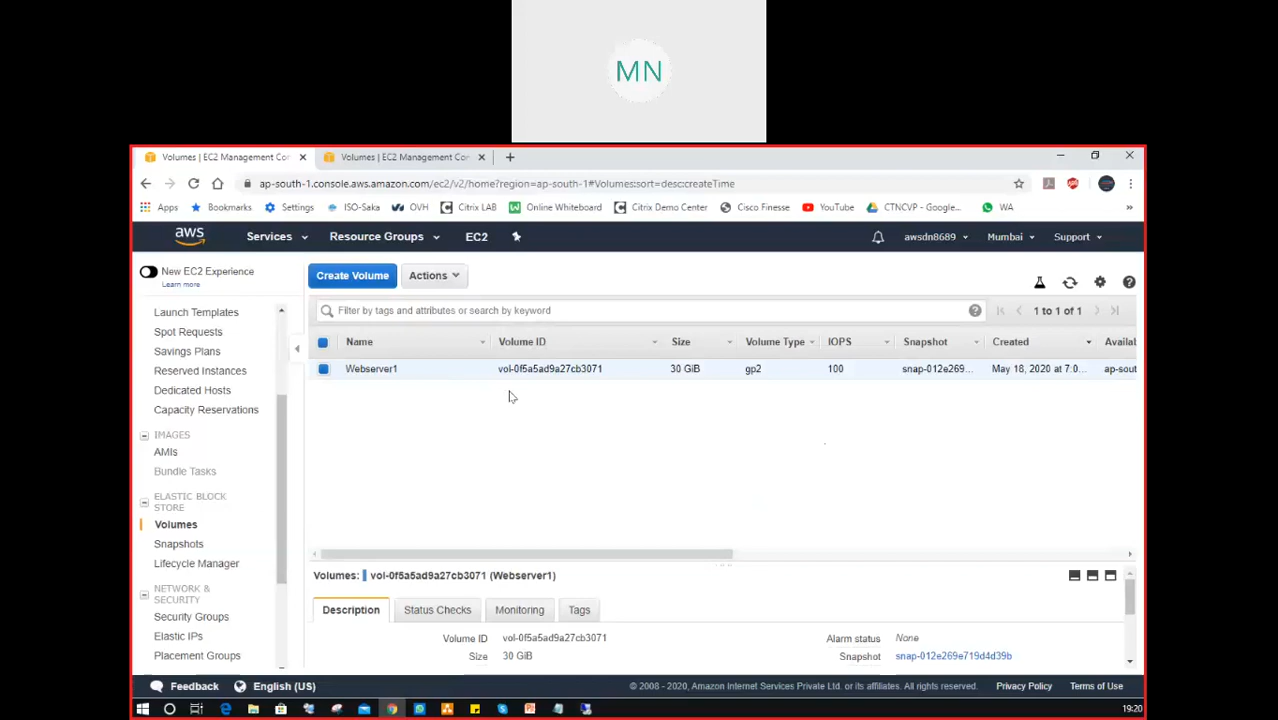 MN
Volumes | EC2 Management Con
Volumes | EC2 Management Con
ap-south-1.console.aws.amazon.com/ec2/v2/home?region=ap-south-1#Volumes:sort=desc:createTime
Apps Bookmarks Settings ISO-Saka OVH Citrix LAB Online Whiteboard Citrix Demo Center Cisco Finesse YouTube CTNCVP - Google... WA »
aws Services Resource Groups EC2 awsdn8689 Mumbai Support
New EC2 Experience
Learn more
Create Volume Actions
Launch Templates
Spot Requests
Savings Plans
Reserved Instances
Dedicated Hosts
Capacity Reservations
IMAGES
AMIs
Bundle Tasks
ELASTIC BLOCK
STORE
Volumes
Snapshots
Lifecycle Manager
NETWORK &
SECURITY
Security Groups
Elastic IPs
Placement Groups
Filter by tags and attributes or search by keyword
1 to 1 of 1
Name Volume ID Size Volume Type IOPS Snapshot Created Availal
Webserver1 vol-0f5a5ad9a27cb3071 30 GiB gp2 100 snap-012e269... May 18, 2020 at 7:0... ap-sout
Volumes: vol-0f5a5ad9a27cb3071 (Webserver1)
Description Status Checks Monitoring Tags
Volume ID vol-0f5a5ad9a27cb3071 Alarm status None
Size 30 GiB Snapshot snap-012e269e719d4d39b
Feedback English (US) © 2008 - 2020, Amazon Internet Services Private Ltd. or its affiliates. All rights reserved. Privacy Policy Terms of Use
19:20